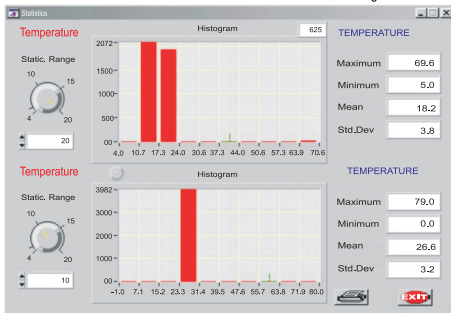 Statistics
Temperature
Histogram
625
TEMPERATURE
Static. Range
10
15
4
20
20
2072
1500
1000
500
00
4.0 10.7 17.3 24.0 30.6 37.3 44.0 50.6 57.3 63.9 70.6
Maximum 69.6
Minimum 5.0
Mean 18.2
Std.Dev 3.8
Temperature
Histogram
TEMPERATURE
Static. Range
10
15
4
20
10
3982
3000
2000
1000
00
-1.0 7.1 15.2 23.3 31.4 39.5 47.6 55.7 63.8 71.9 80.0
Maximum 79.0
Minimum 0.0
Mean 26.6
Std.Dev 3.2
EXIT